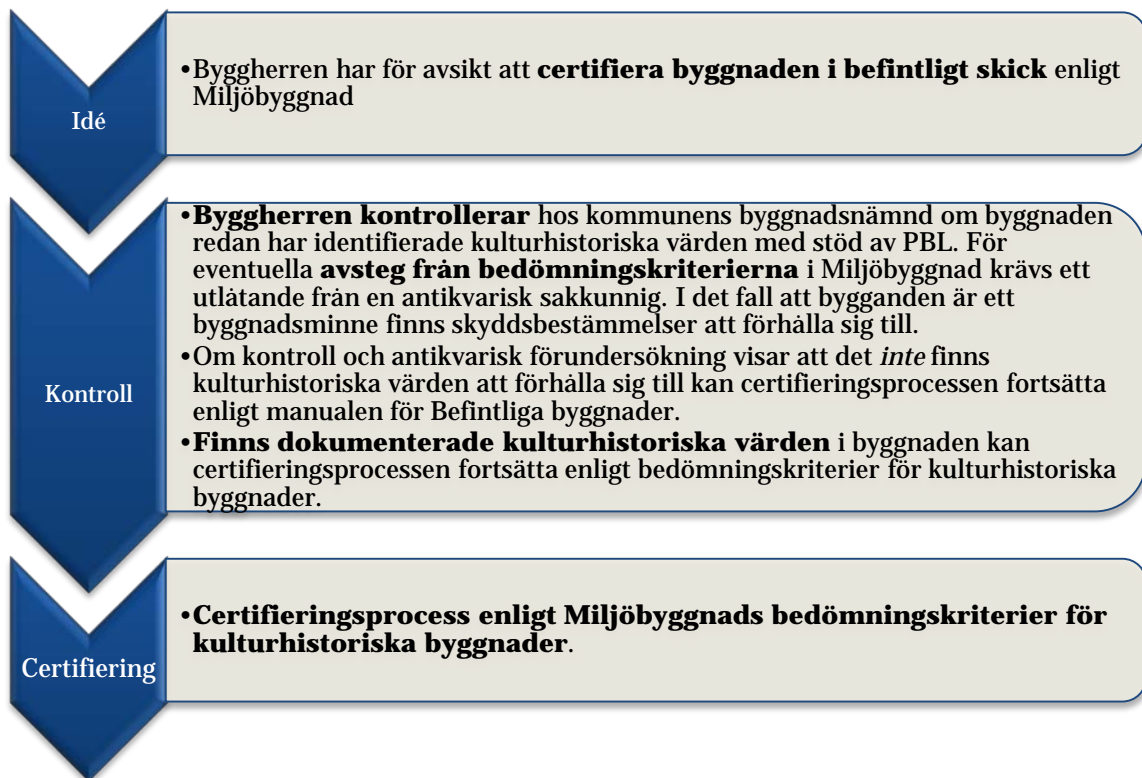 Idé
•Byggherren har för avsikt att certifiera byggnaden i befintligt skick enligt
Miljöbyggnad
Kontroll
•Byggherren kontrollerar hos kommunens byggnadsnämnd om byggnaden
redan har identifierade kulturhistoriska värden med stöd av PBL. För
eventuella avsteg från bedömningskriterierna i Miljöbyggnad krävs ett
utlåtande från en antikvarisk sakkunnig. I det fall att bygganden är ett
byggnadsminne finns skyddsbestämmelser att förhålla sig till.
•Om kontroll och antikvarisk förundersökning visar att det inte finns
kulturhistoriska värden att förhålla sig till kan certifieringsprocessen fortsätta
enligt manualen för Befintliga byggnader.
•Finns dokumenterade kulturhistoriska värden i byggnaden kan
certifieringsprocessen fortsätta enligt bedömningskriterier för kulturhistoriska
byggnader.
Certifiering
•Certifieringsprocess enligt Miljöbyggnads bedömningskriterier för
kulturhistoriska byggnader.